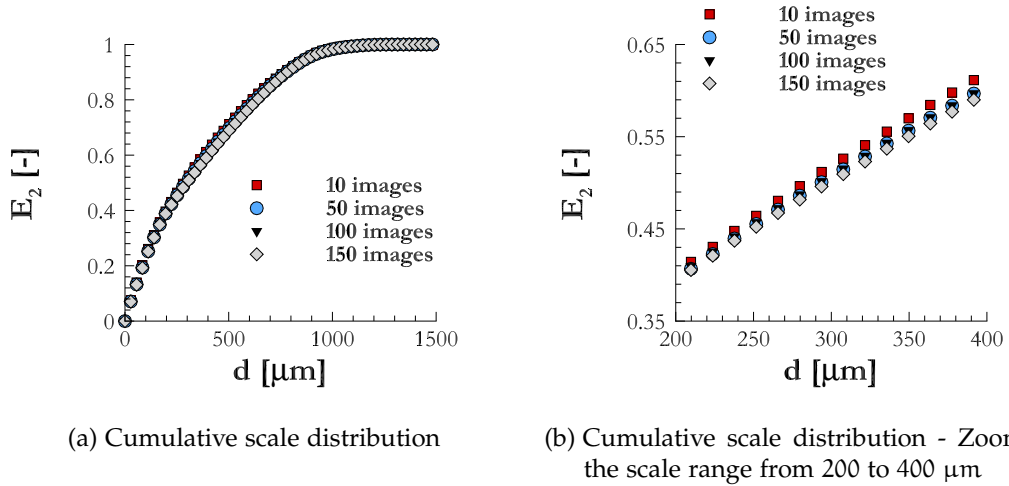 1
0.8
0.6
0.4
0.2
0
E2 [-]
10 images
50 images
100 images
150 images
0 500 1000 1500
d [μm]
(a) Cumulative scale distribution
10 images
50 images
100 images
150 images
0.65
0.55
0.45
0.35
E2 [-]
200 250 300 350 400
d [μm]
(b) Cumulative scale distribution - Zoor
the scale range from 200 to 400 μm